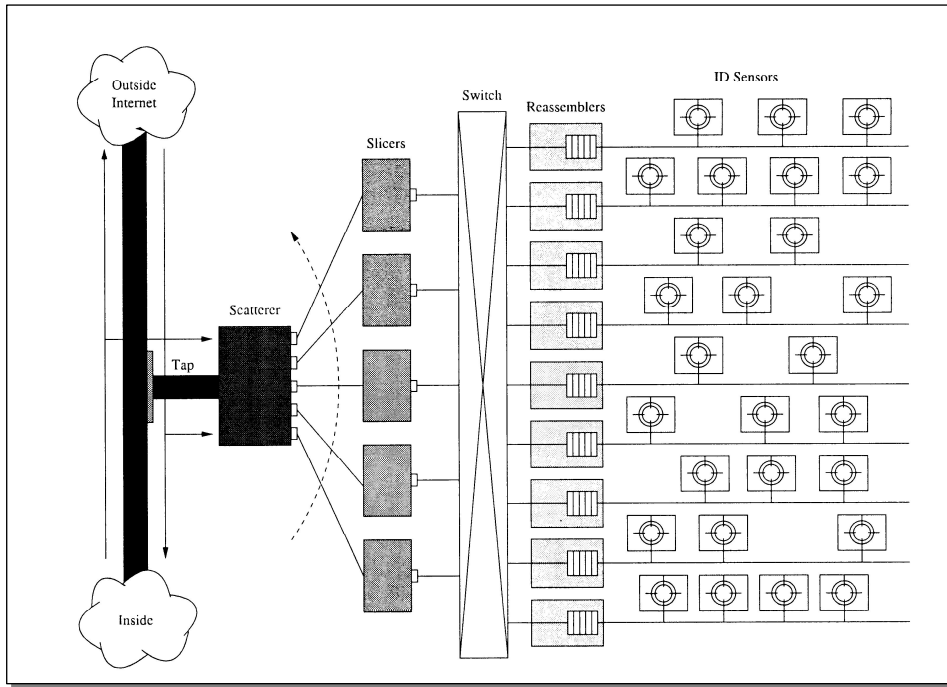 Outside
Internet
Tap
Scatterer
Slicers
Switch
Reassemblers
ID Sensors
Inside